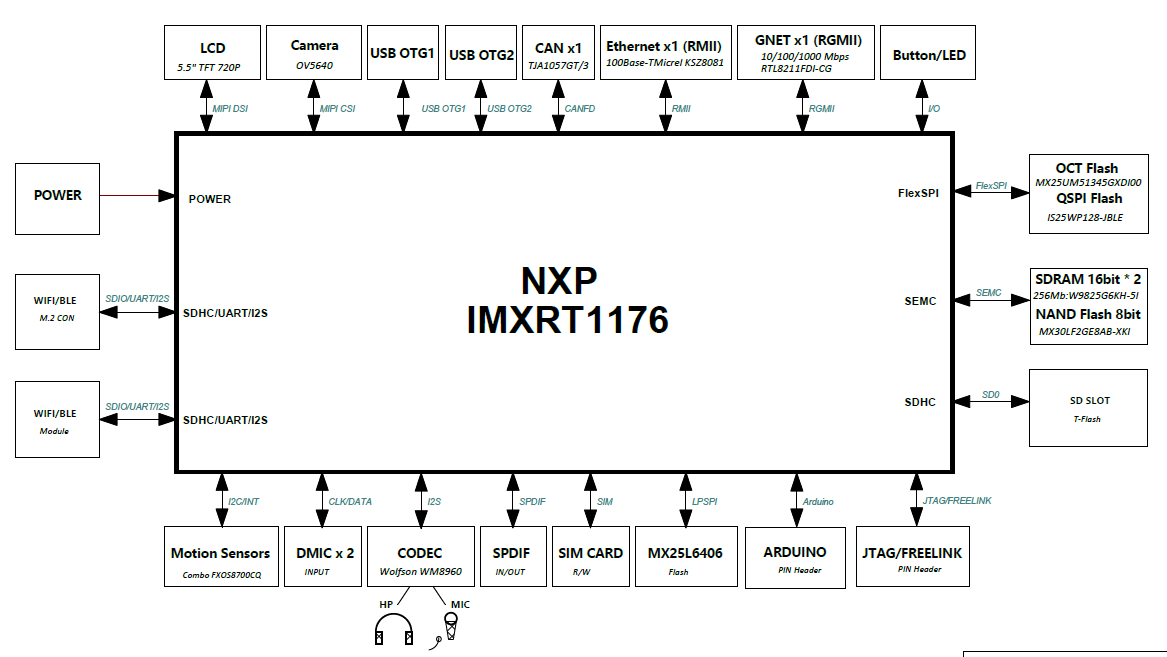 LCD
5.5" TFT 720P
Camera
OV5640
USB OTG1
USB OTG2
CAN x1
TJA1057GT/3
Ethernet x1 (RMII)
100Base-TMicrel KSZ8081
GNET x1 (RGMII)
10/100/1000 Mbps
RTL8211FDI-CG
Button/LED
MIPI DSI
MIPI CSI
USB OTG1
USB OTG2
CANFD
RMII
RGMII
I/O
POWER
POWER
FlexSPI
FlexSPI
OCT Flash
MX25UM51345GXDI00
QSPI Flash
IS25WP128-JBLE
WIFI/BLE
M.2 CON
SDIO/UART/I2S
SDHC/UART/I2S
NXP
IMXRT1176
SEMC
SEMC
SDRAM 16bit * 2
256Mb:W9825G6KH-5I
NAND Flash 8bit
MX30LF2GE8AB-XKI
WIFI/BLE
Module
SDIO/UART/I2S
SDHC/UART/I2S
SDHC
SD0
SD SLOT
T-Flash
I2C/INT
CLK/DATA
I2S
SPDIF
SIM
LPSPI
Arduino
JTAG/FREELINK
Motion Sensors
Combo FXOS8700CQ
DMIC x 2
INPUT
CODEC
Wolfson WM8960
SPDIF
IN/OUT
SIM CARD
R/W
MX25L6406
Flash
ARDUINO
PIN Header
JTAG/FREELINK
PIN Header
HP
MIC